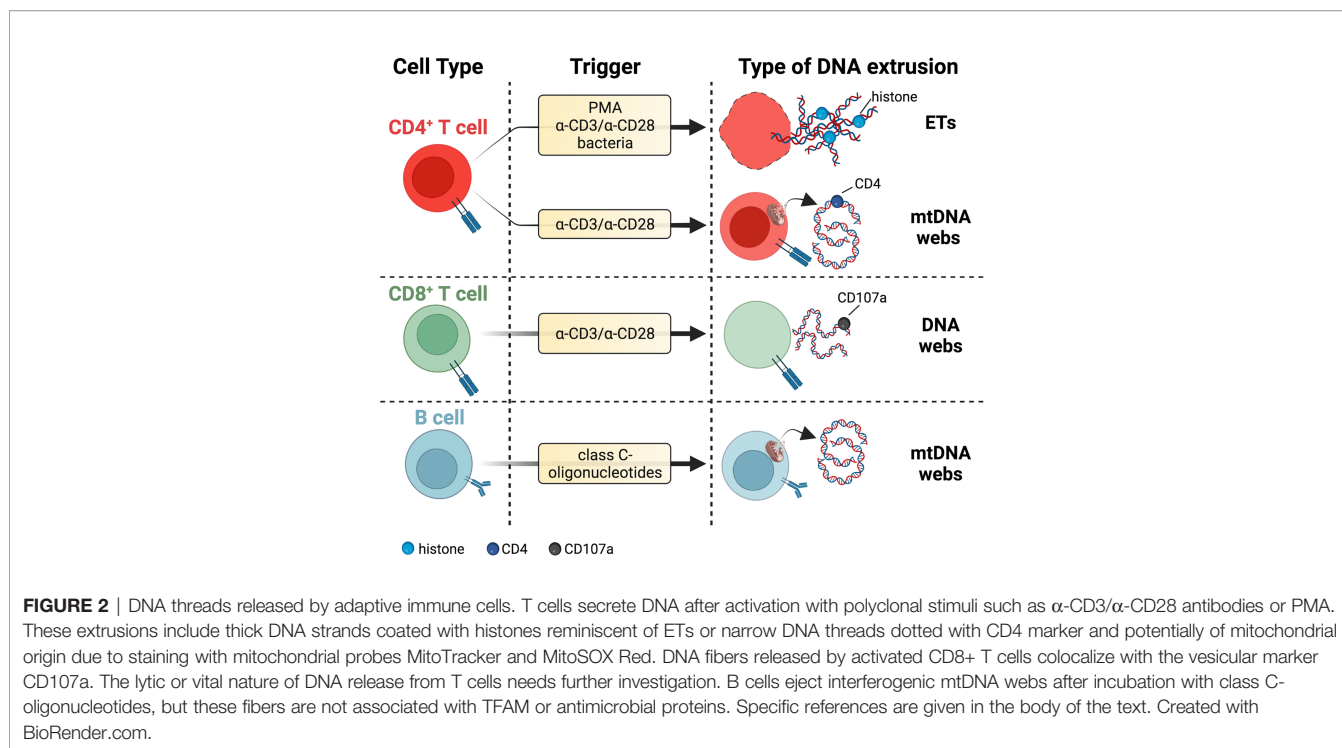 Cell Type Trigger Type of DNA extrusion
CD4⁺ T cell
PMA
α-CD3/α-CD28
bacteria
histone
ETs
α-CD3/α-CD28
CD4
mtDNA
webs
CD8⁺ T cell
α-CD3/α-CD28
CD107a
DNA
webs
B cell
class C-
oligonucleotides
mtDNA
webs
histone CD4 CD107a
FIGURE 2 | DNA threads released by adaptive immune cells. T cells secrete DNA after activation with polyclonal stimuli such as α-CD3/α-CD28 antibodies or PMA.
These extrusions include thick DNA strands coated with histones reminiscent of ETs or narrow DNA threads dotted with CD4 marker and potentially of mitochondrial
origin due to staining with mitochondrial probes MitoTracker and MitoSOX Red. DNA fibers released by activated CD8+ T cells colocalize with the vesicular marker
CD107a. The lytic or vital nature of DNA release from T cells needs further investigation. B cells eject interferogenic mtDNA webs after incubation with class C-
oligonucleotides, but these fibers are not associated with TFAM or antimicrobial proteins. Specific references are given in the body of the text. Created with
BioRender.com.